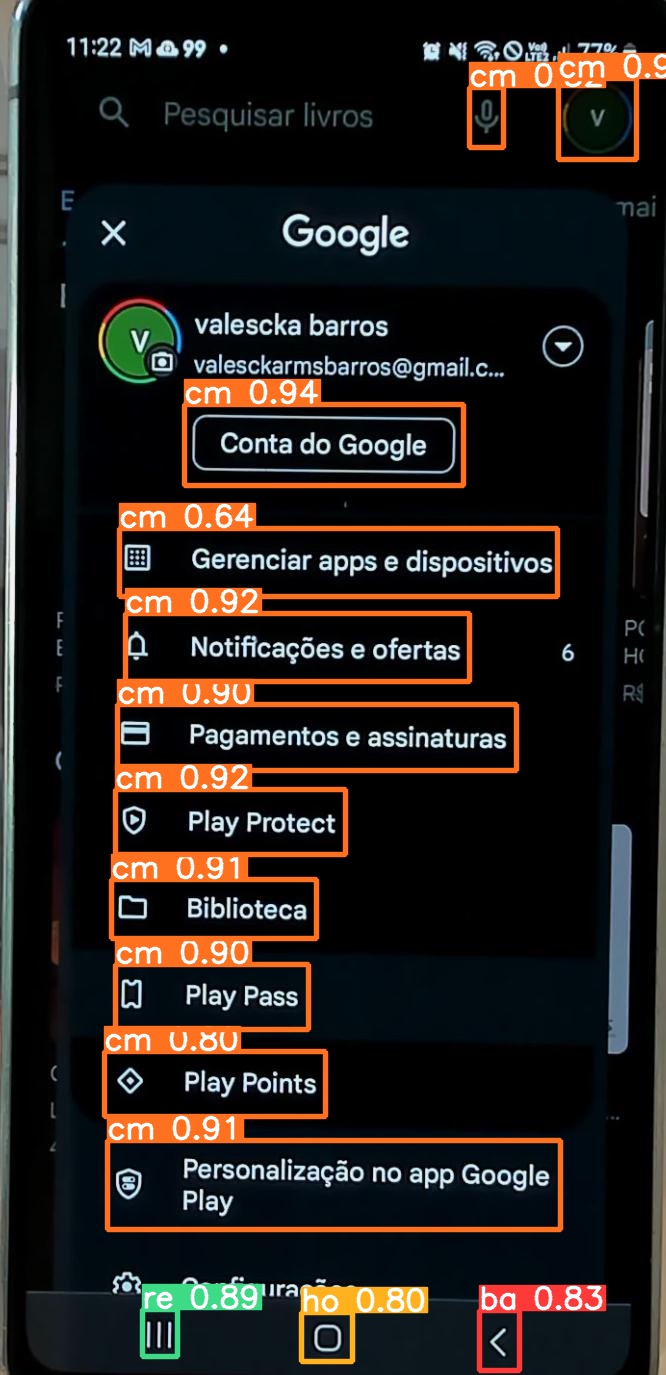 11:22 99
Vo))
LTE2
77%
cm 0.92
cm 0.9
Pesquisar livros
V
E
mai
Google
V
valescka barros
valesckarmsbarros@gmail.c...
cm 0.94
Conta do Google
cm 0.64
Gerenciar apps e dispositivos
cm 0.92
Notificações e ofertas
6
cm 0.90
Pagamentos e assinaturas
cm 0.92
Play Protect
cm 0.91
Biblioteca
cm 0.90
Play Pass
cm 0.80
Play Points
cm 0.91
Personalização no app Google
Play
Configurações
re 0.89
ho 0.80
ba 0.83